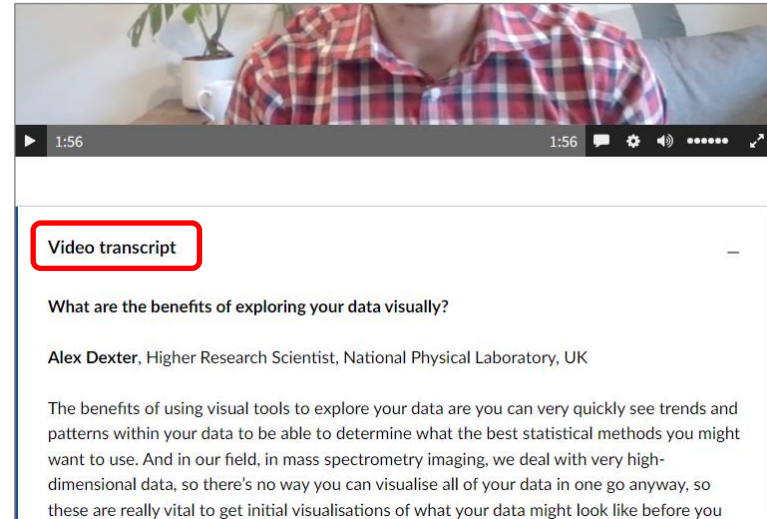 1:56 1:56
Video transcript
What are the benefits of exploring your data visually?
Alex Dexter, Higher Research Scientist, National Physical Laboratory, UK
The benefits of using visual tools to explore your data are you can very quickly see trends and
patterns within your data to be able to determine what the best statistical methods you might
want to use. And in our field, in mass spectrometry imaging, we deal with very high-
dimensional data, so there's no way you can visualise all of your data in one go anyway, so
these are really vital to get initial visualisations of what your data might look like before you